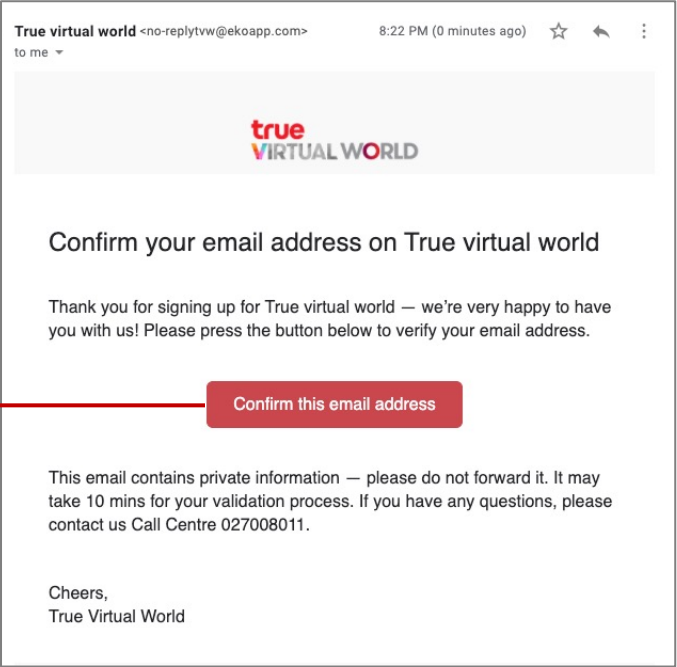 True virtual world <no-replytvw@ekoapp.com> 8:22 PM (0 minutes ago)
to me
true
VIRTUAL WORLD
Confirm your email address on True virtual world
Thank you for signing up for True virtual world — we’re very happy to have
you with us! Please press the button below to verify your email address.
Confirm this email address
This email contains private information — please do not forward it. It may
take 10 mins for your validation process. If you have any questions, please
contact us Call Centre 027008011.
Cheers,
True Virtual World